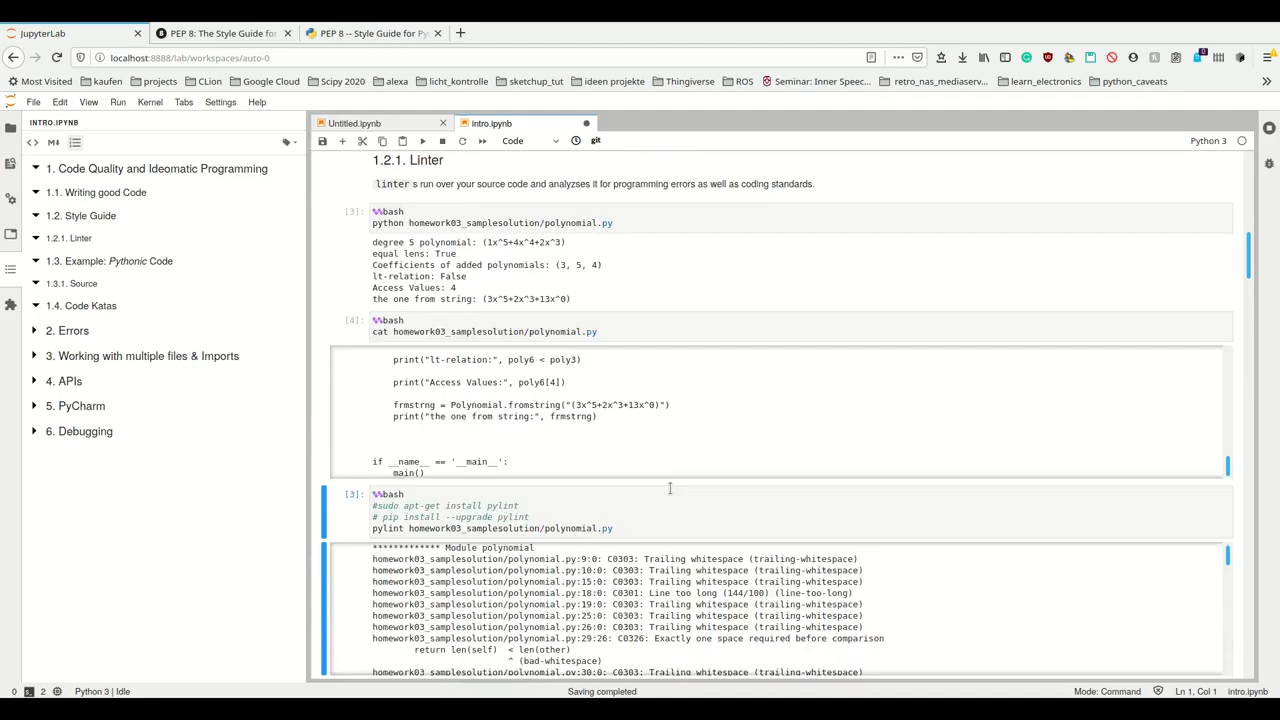 JupyterLab
PEP 8: The Style Guide for
PEP 8 -- Style Guide for Py
localhost:8888/lab/workspaces/auto-0
Most Visited kaufen projects CLion Google Cloud Scipy 2020 alexa licht_kontrolle sketchup_tut ideen projekte Thingiverse ROS Seminar: Inner Speec... retro_nas_mediaserv... learn_electronics python_caveats
File Edit View Run Kernel Tabs Settings Help
INTRO.IPYNB
1. Code Quality and Ideomatic Programming
1.1. Writing good Code
1.2. Style Guide
1.2.1. Linter
1.3. Example: Pythonic Code
1.3.1. Source
1.4. Code Katas
2. Errors
3. Working with multiple files & Imports
4. APIs
5. PyCharm
6. Debugging
Untitled.ipynb
intro.ipynb
Code
git
Python 3
1.2.1. Linter
linter s run over your source code and analyzses it for programming errors as well as coding standards.
[3]:
%%bash
python homework03_samplesolution/polynomial.py
degree 5 polynomial: (1x^5+4x^4+2x^3)
equal lens: True
Coefficients of added polynomials: (3, 5, 4)
lt-relation: False
Access Values: 4
the one from string: (3x^5+2x^3+13x^0)
[4]:
%%bash
cat homework03_samplesolution/polynomial.py
print("lt-relation:", poly6 < poly3)
print("Access Values:", poly6[4])
frmstrng = Polynomial.fromstring("(3x^5+2x^3+13x^0)")
print("the one from string:", frmstrng)
if __name__ == '__main__':
main()
[3]:
%%bash
#sudo apt-get install pylint
# pip install --upgrade pylint
pylint homework03_samplesolution/polynomial.py
************* Module polynomial
homework03_samplesolution/polynomial.py:9:0: C0303: Trailing whitespace (trailing-whitespace)
homework03_samplesolution/polynomial.py:10:0: C0303: Trailing whitespace (trailing-whitespace)
homework03_samplesolution/polynomial.py:15:0: C0303: Trailing whitespace (trailing-whitespace)
homework03_samplesolution/polynomial.py:18:0: C0301: Line too long (144/100) (line-too-long)
homework03_samplesolution/polynomial.py:19:0: C0303: Trailing whitespace (trailing-whitespace)
homework03_samplesolution/polynomial.py:25:0: C0303: Trailing whitespace (trailing-whitespace)
homework03_samplesolution/polynomial.py:26:0: C0303: Trailing whitespace (trailing-whitespace)
homework03_samplesolution/polynomial.py:29:26: C0326: Exactly one space required before comparison
return len(self)  < len(other)
^ (bad-whitespace)
homework03_samplesolution/polynomial.py:30:0: C0303: Trailing whitespace (trailing-whitespace)
0 2 Python 3 | Idle
Saving completed
Mode: Command
Ln 1, Col 1
intro.ipynb